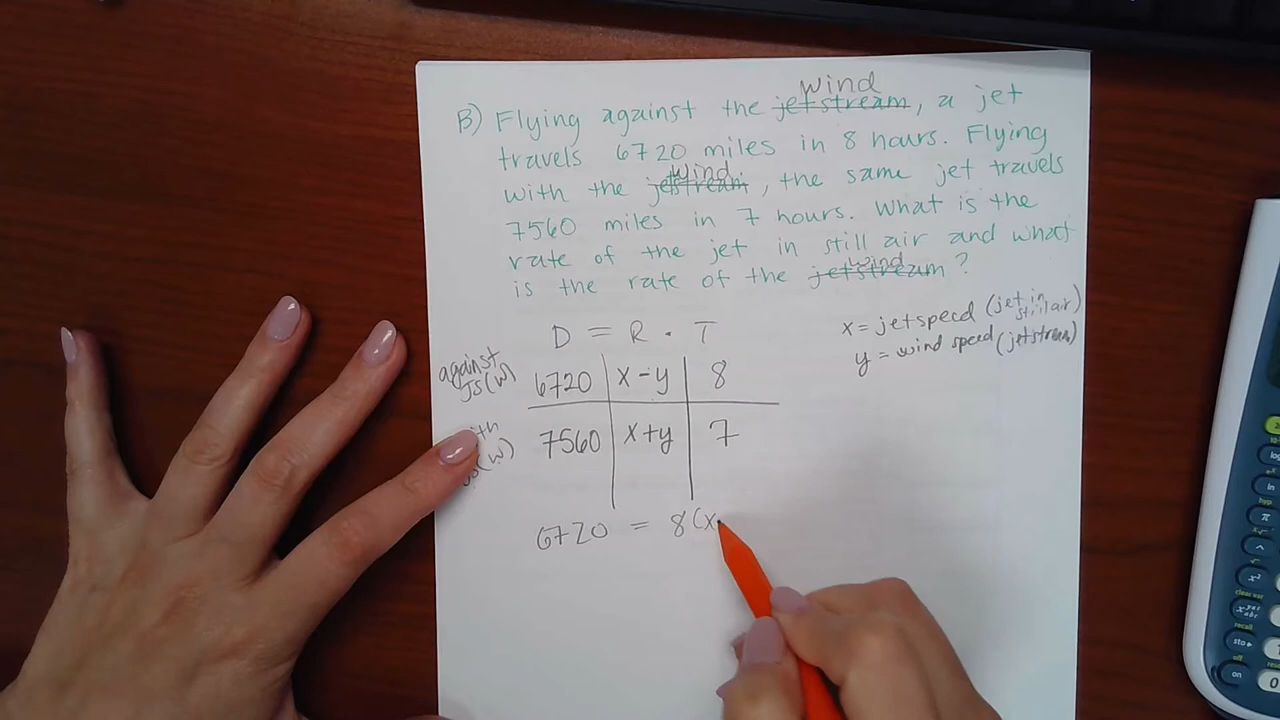 wind
B) Flying against the jetstream, a jet
travels 6720 miles in 8 hours. Flying
wind
with the jetstream, the same jet travels
7560 miles in 7 hours. What is the
rate of the jet in still air and what
wind
is the rate of the jetstream?
D = R · T
x = jet speed (jet in still air)
y = wind speed (jetstream)
against JS(W) 6720 x-y 8
7560 x+y 7
6720 = 8(x